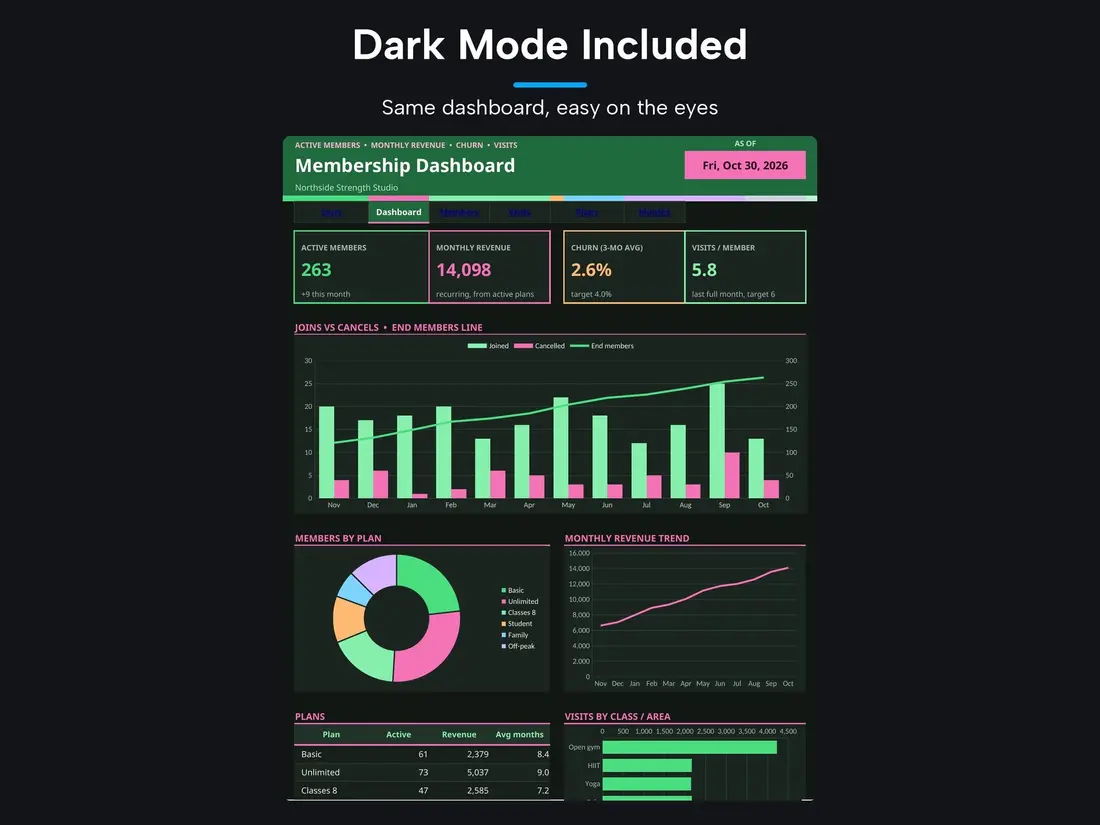 Dark Mode Included
Same dashboard, easy on the eyes
ACTIVE MEMBERS • MONTHLY REVENUE • CHURN • VISITS
AS OF
Membership Dashboard
Fri, Oct 30, 2026
Northside Strength Studio
Dashboard Members Visits Plans
ACTIVE MEMBERS
263
+9 this month
MONTHLY REVENUE
14,098
recurring, from active plans
CHURN (3-MO AVG)
2.6%
target 4.0%
VISITS / MEMBER
5.8
last full month, target 6
JOINS VS CANCELS • END MEMBERS LINE
Joined Cancelled End members
30 300
25 250
20 200
15 150
10 100
5 50
0 0
Nov Dec Jan Feb Mar Apr May Jun Jul Aug Sep Oct
MEMBERS BY PLAN
Basic
Unlimited
Classes 8
Student
Family
Off-peak
MONTHLY REVENUE TREND
16,000
14,000
12,000
10,000
8,000
6,000
4,000
2,000
0
Nov Dec Jan Feb Mar Apr May Jun Jul Aug Sep Oct
PLANS
Plan Active Revenue Avg months
Basic 61 2,379 8.4
Unlimited 73 5,037 9.0
Classes 8 47 2,585 7.2
VISITS BY CLASS / AREA
0 500 1,000 1,500 2,000 2,500 3,000 3,500 4,000 4,500
Open gym
HIIT
Yoga